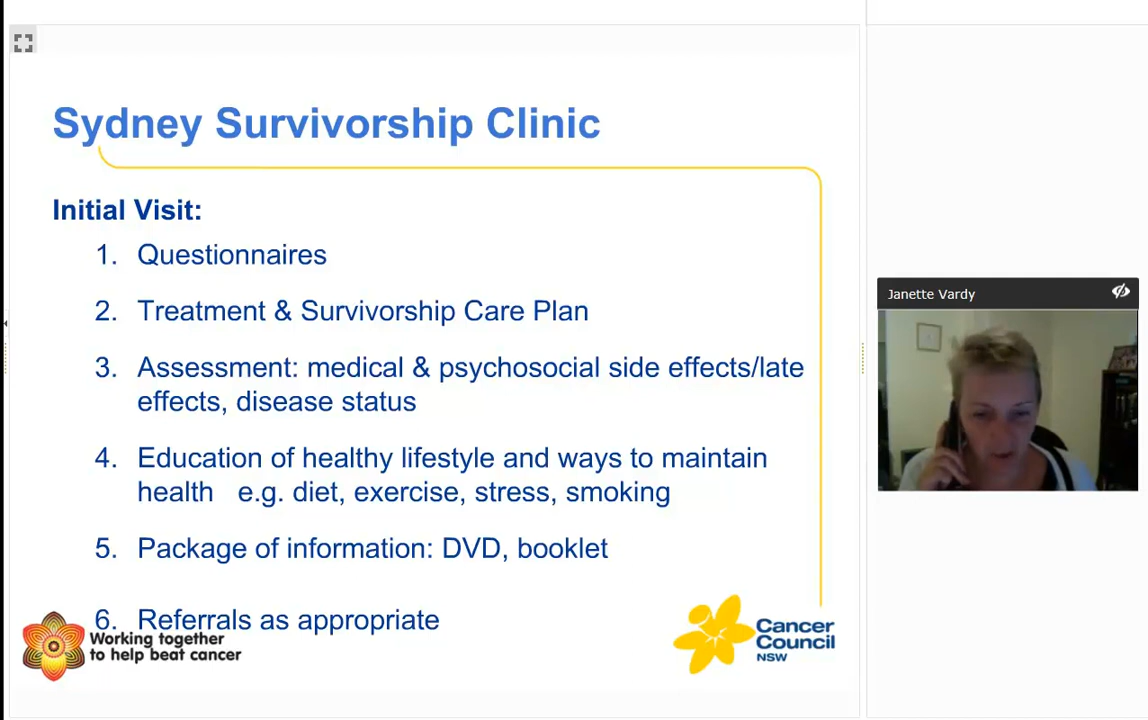 Sydney Survivorship Clinic
Initial Visit:
1. Questionnaires
2. Treatment & Survivorship Care Plan
3. Assessment: medical & psychosocial side effects/late
effects, disease status
4. Education of healthy lifestyle and ways to maintain
health e.g. diet, exercise, stress, smoking
5. Package of information: DVD, booklet
6. Referrals as appropriate
Working together
to help beat cancer
Cancer
Council
NSW
Janette Vardy